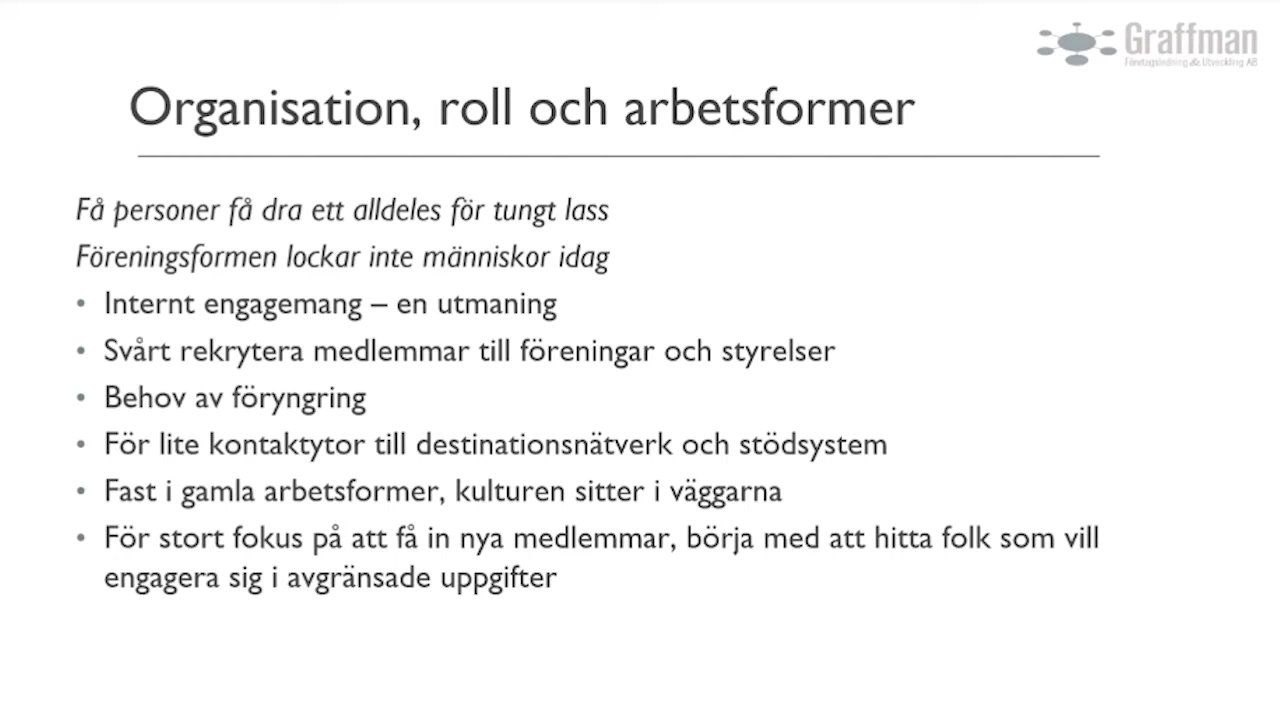 Graffman
Företagsledning & Utveckling AB
Organisation, roll och arbetsformer
Få personer få dra ett alldeles för tungt lass
Föreningsformen lockar inte människor idag
• Internt engagemang – en utmaning
• Svårt rekrytera medlemmar till föreningar och styrelser
• Behov av föryngring
• För lite kontaktytor till destinationsnätverk och stödsystem
• Fast i gamla arbetsformer, kulturen sitter i väggarna
• För stort fokus på att få in nya medlemmar, börja med att hitta folk som vill
engagera sig i avgränsade uppgifter